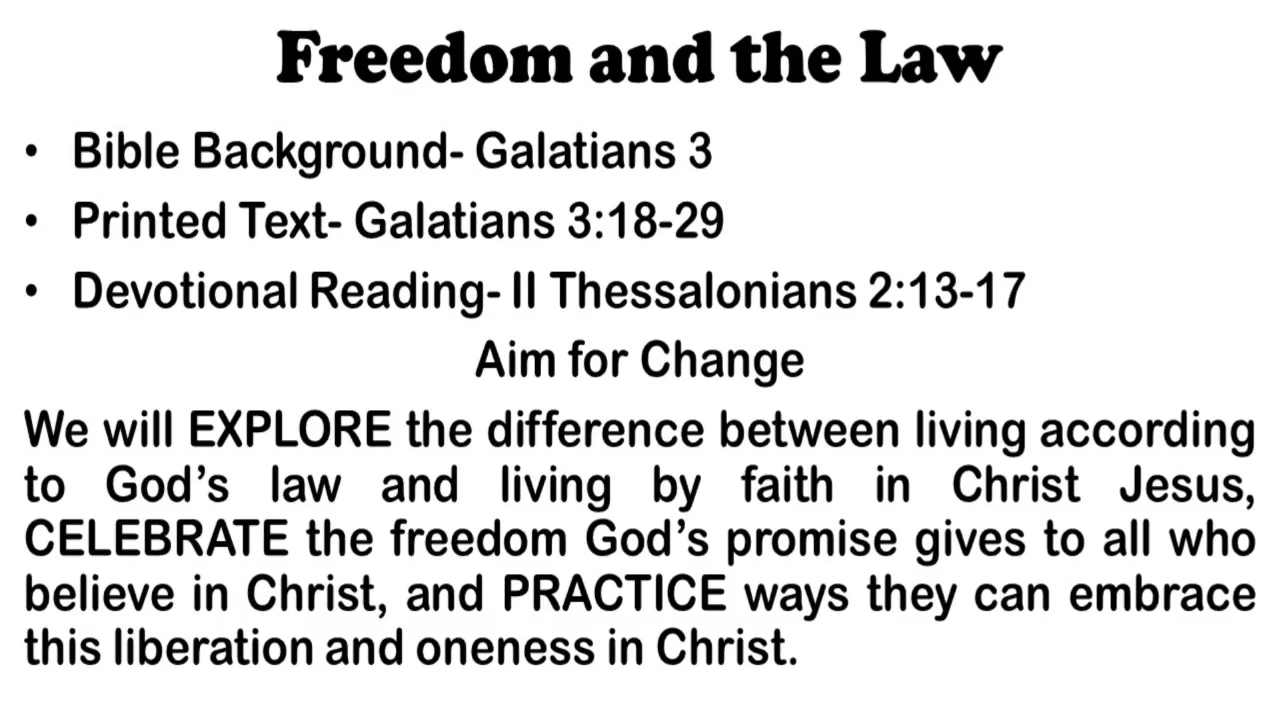 Freedom and the Law
• Bible Background- Galatians 3
• Printed Text- Galatians 3:18-29
• Devotional Reading- II Thessalonians 2:13-17
Aim for Change
We will EXPLORE the difference between living according
to God’s law and living by faith in Christ Jesus,
CELEBRATE the freedom God’s promise gives to all who
believe in Christ, and PRACTICE ways they can embrace
this liberation and oneness in Christ.